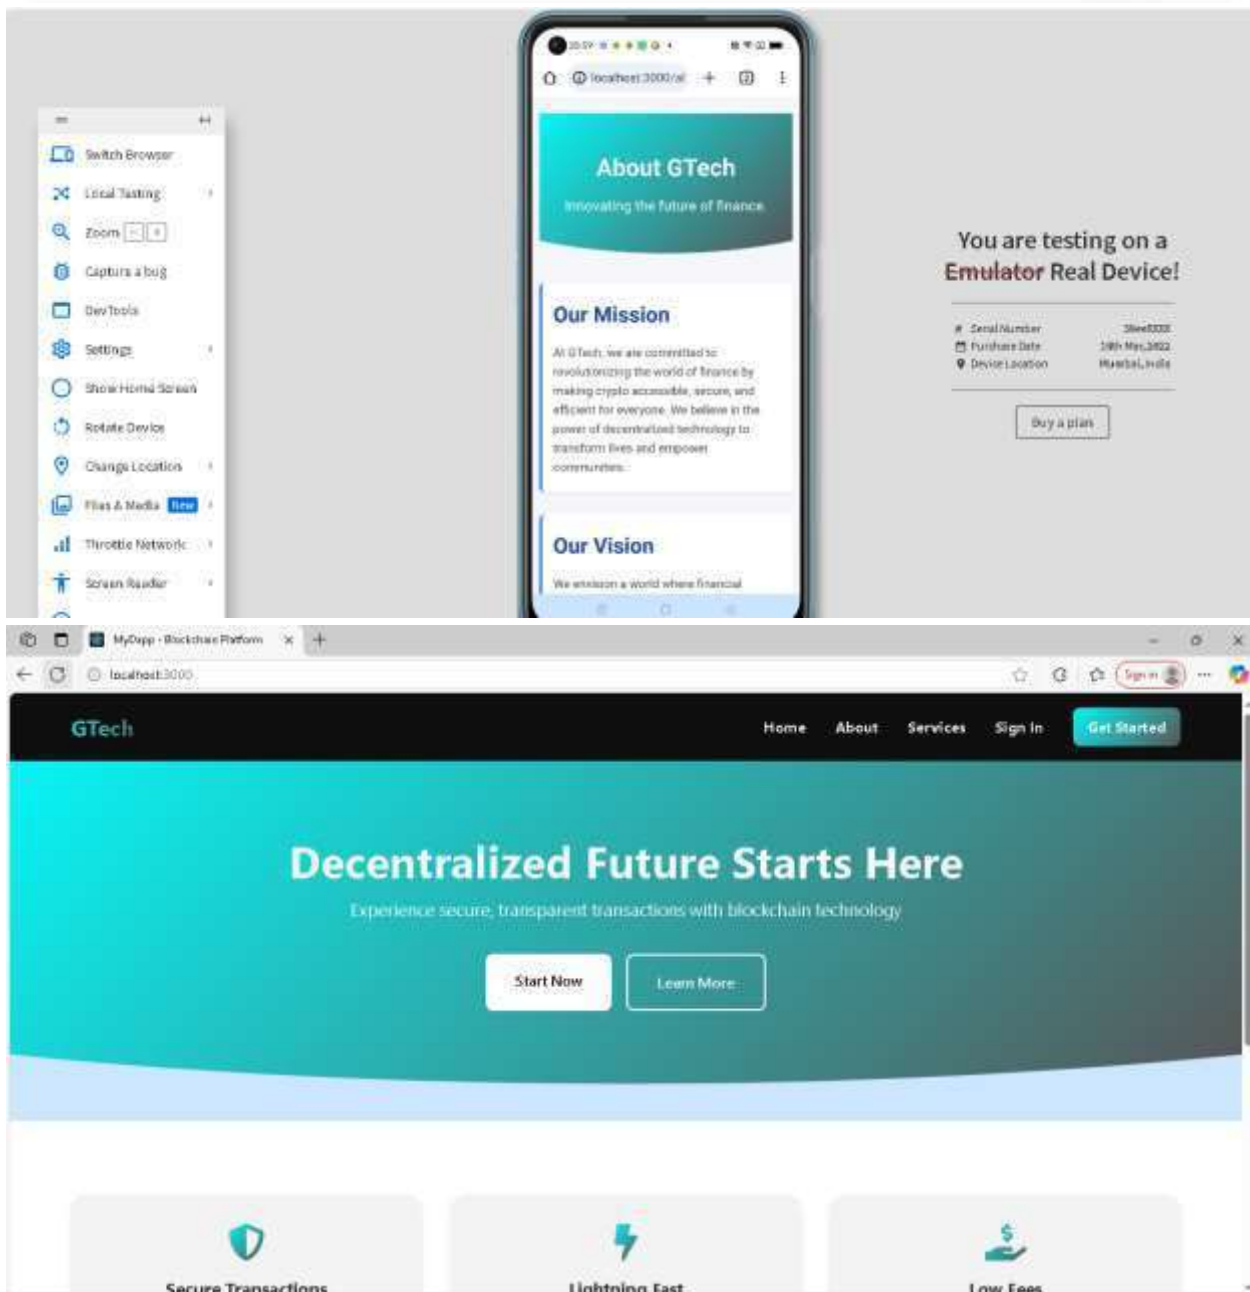 20:59
localhost:3000/a
2
Switch Browser
Local Testing
Zoom - +
Capture a bug
DevTools
Settings
Show Home Screen
Rotate Device
Change Location
Files & Media New
Throttle Network
Screen Reader
About GTech
Innovating the future of finance.
Our Mission
At GTech, we are committed to
revolutionizing the world of finance by
making crypto accessible, secure, and
efficient for everyone. We believe in the
power of decentralized technology to
transform lives and empower
communities.
Our Vision
We envision a world where financial
You are testing on a
Emulator Real Device!
# Serial Number
Purchase Date
Device Location Mumbai, India
Buy a plan
MyDapp - Blockchain Platform
localhost:3000
Sign in
GTech
Home About Services Sign In Get Started
Decentralized Future Starts Here
Experience secure, transparent transactions with blockchain technology
Start Now Learn More
Secure Transactions Lightning Fast Low Fees